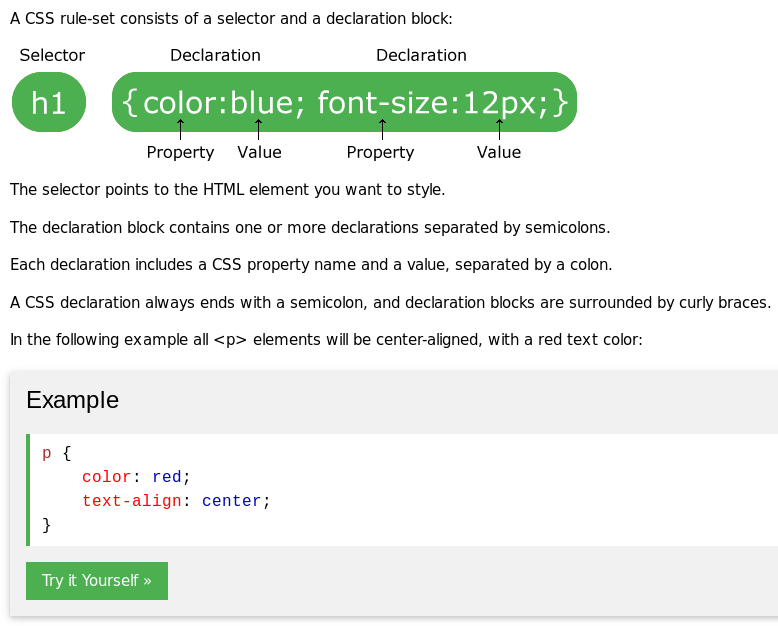 A CSS rule-set consists of a selector and a declaration block:
Selector Declaration Declaration
h1 {color:blue; font-size:12px;}
Property Value Property Value
The selector points to the HTML element you want to style.
The declaration block contains one or more declarations separated by semicolons.
Each declaration includes a CSS property name and a value, separated by a colon.
A CSS declaration always ends with a semicolon, and declaration blocks are surrounded by curly braces.
In the following example all <p> elements will be center-aligned, with a red text color:
Example
p {
    color: red;
    text-align: center;
}
Try it Yourself »